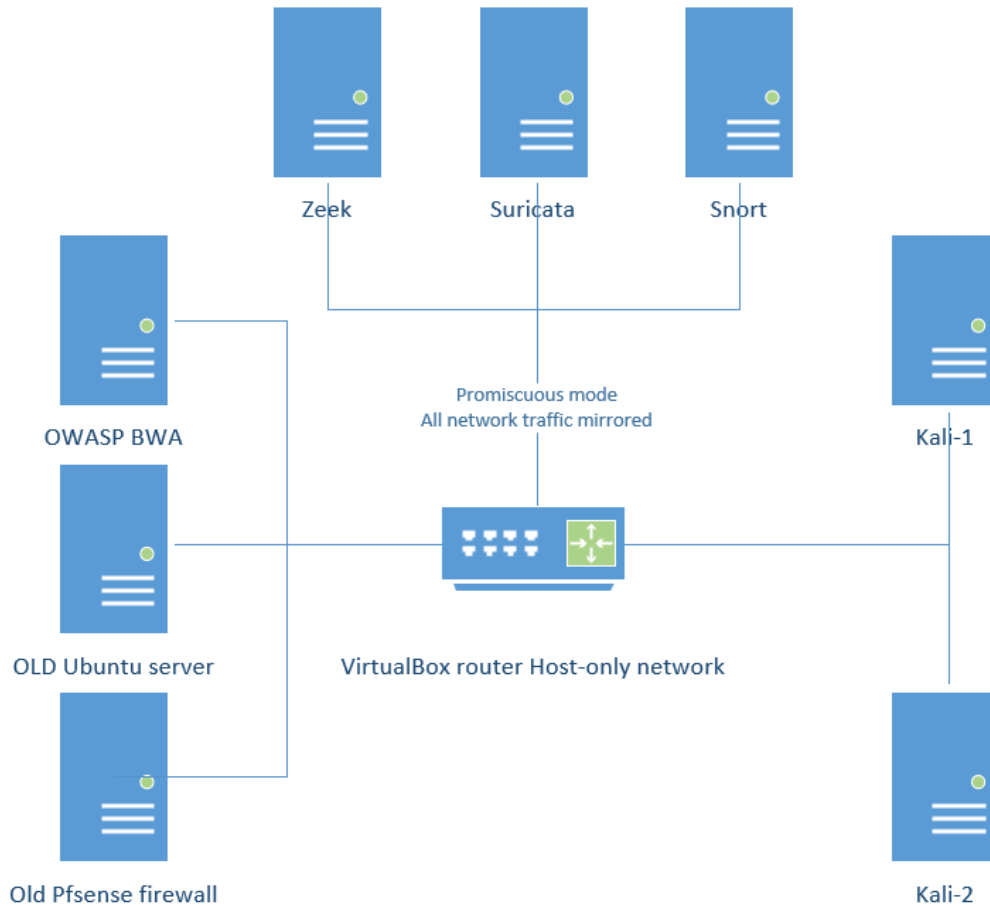 Zeek
Suricata
Snort
Promiscuous mode
All network traffic mirrored
OWASP BWA
Kali-1
OLD Ubuntu server
VirtualBox router Host-only network
Old Pfsense firewall
Kali-2